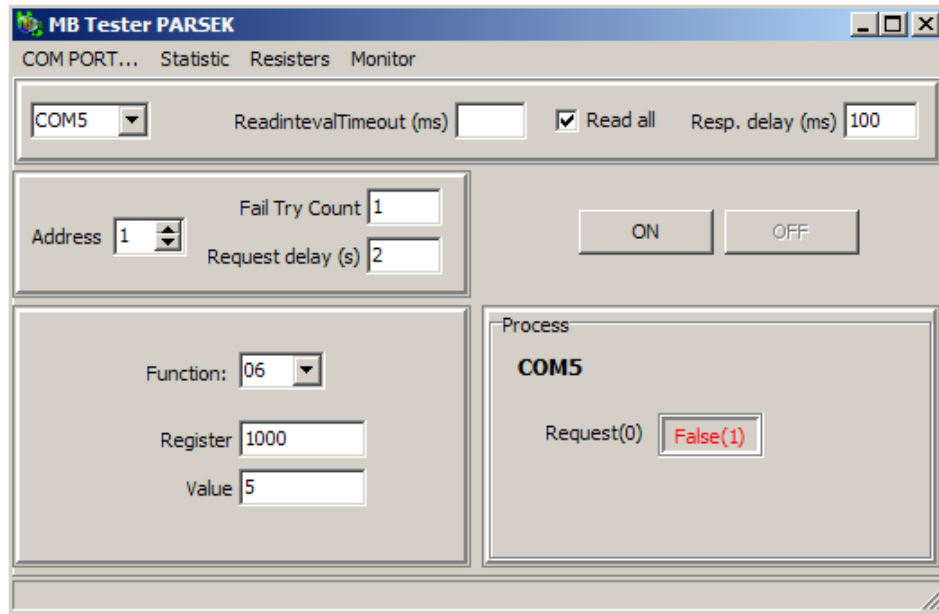 MB Tester PARSEK
COM PORT... Statistic Resisters Monitor
COM5 ReadintevalTimeout (ms) Read all Resp. delay (ms) 100
Fail Try Count 1
Address 1
Request delay (s) 2
ON OFF
Function: 06
Register 1000
Value 5
Process
COM5
Request(0) False(1)